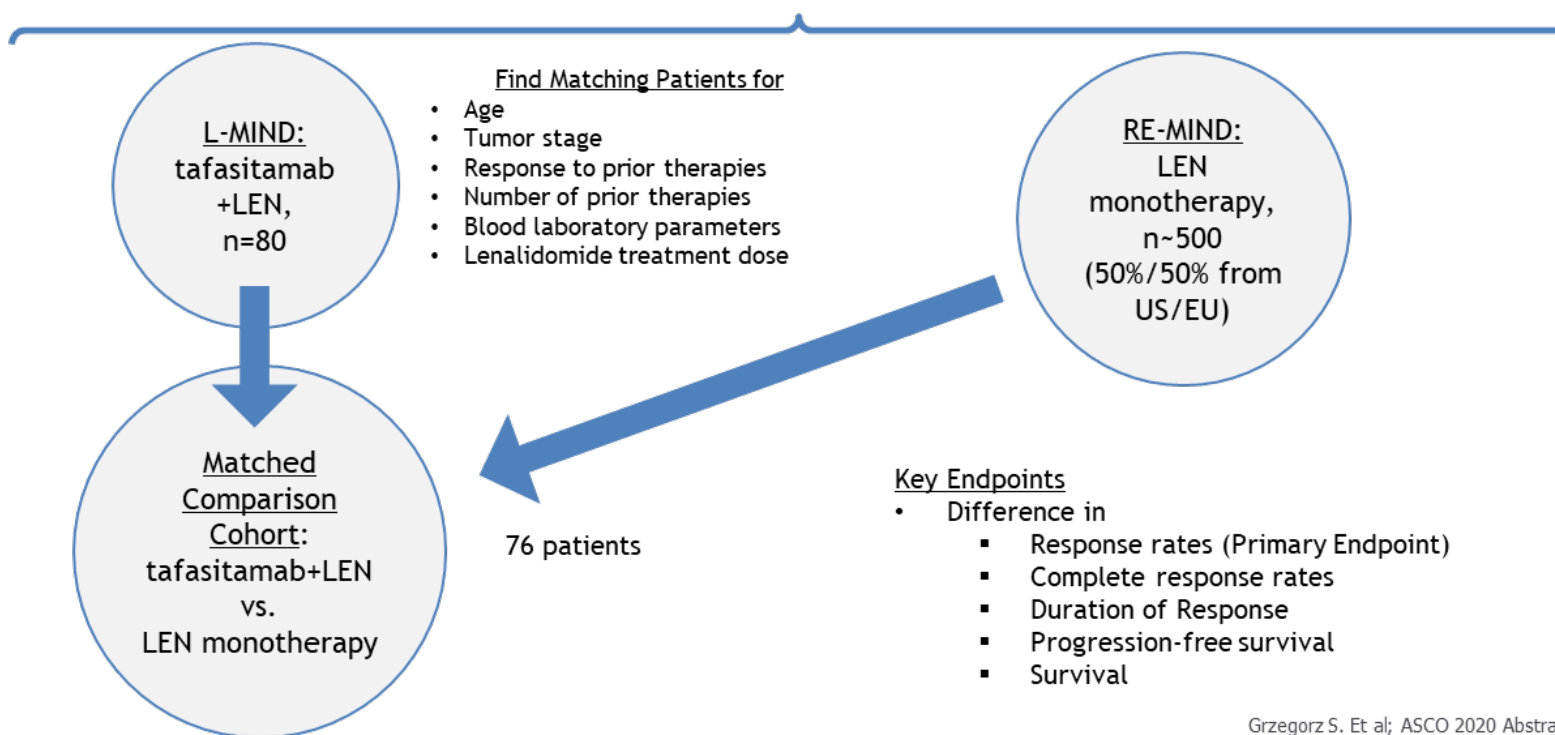 L-MIND:
tafasitamab
+LEN,
n=80
Find Matching Patients for
• Age
• Tumor stage
• Response to prior therapies
• Number of prior therapies
• Blood laboratory parameters
• Lenalidomide treatment dose
RE-MIND:
LEN
monotherapy,
n~500
(50%/50% from
US/EU)
Matched
Comparison
Cohort:
tafasitamab+LEN
vs.
LEN monotherapy
76 patients
Key Endpoints
• Difference in
▪ Response rates (Primary Endpoint)
▪ Complete response rates
▪ Duration of Response
▪ Progression-free survival
▪ Survival
Grzegorz S. Et al; ASCO 2020 Abstra